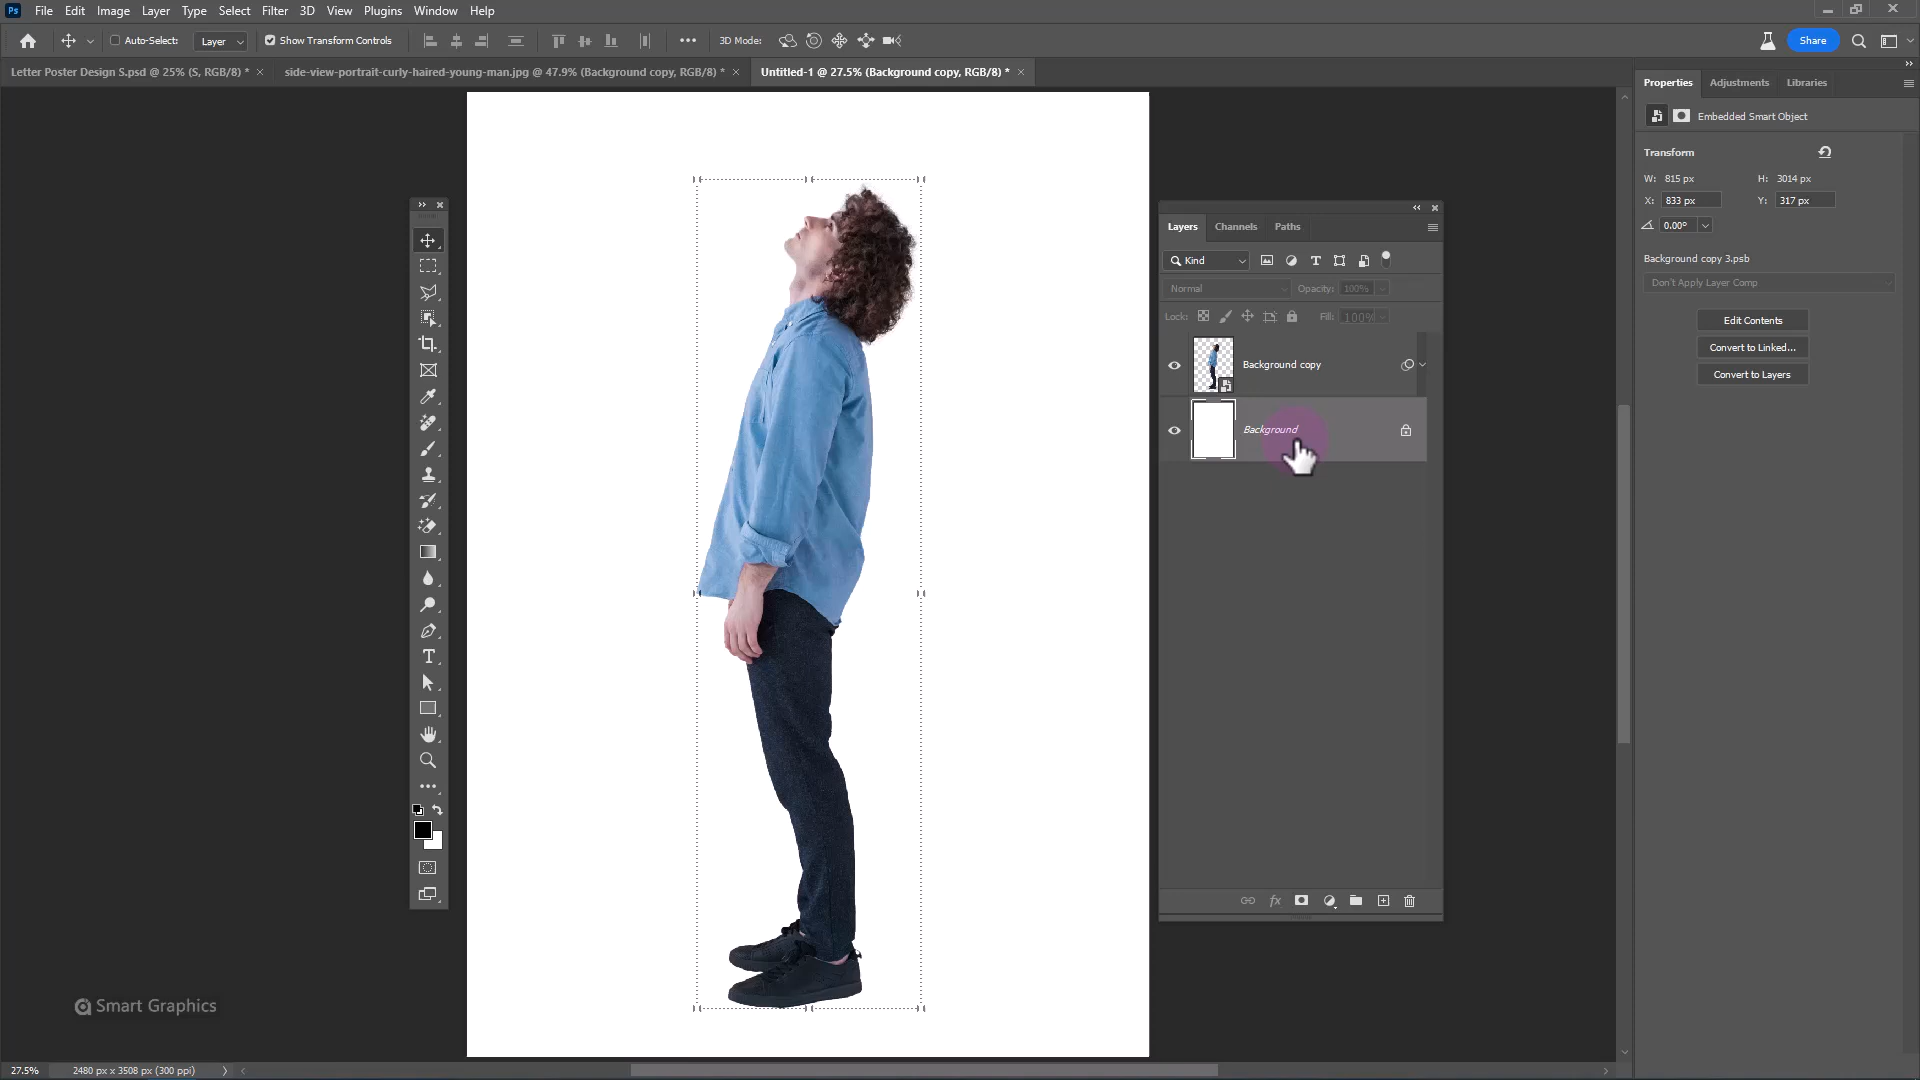 Ps File Edit Image Layer Type Select Filter 3D View Plugins Window Help
Auto-Select: Layer Show Transform Controls 3D Mode: Share
Letter Poster Design S.psd @ 25% (S, RGB/8) * side-view-portrait-curly-haired-young-man.jpg @ 47.9% (Background copy, RGB/8) * Untitled-1 @ 27.5% (Background copy, RGB/8) *
Properties Adjustments Libraries
Embedded Smart Object
Transform
W: 815 px H: 3014 px
X: 833 px Y: 317 px
0.00°
Background copy 3.psb
Don't Apply Layer Comp
Edit Contents
Convert to Linked...
Convert to Layers
Layers Channels Paths
Kind
Normal Opacity: 100%
Lock: Fill: 100%
Background copy
Background
fx
Smart Graphics
27.5% 2480 px x 3508 px (300 ppi)